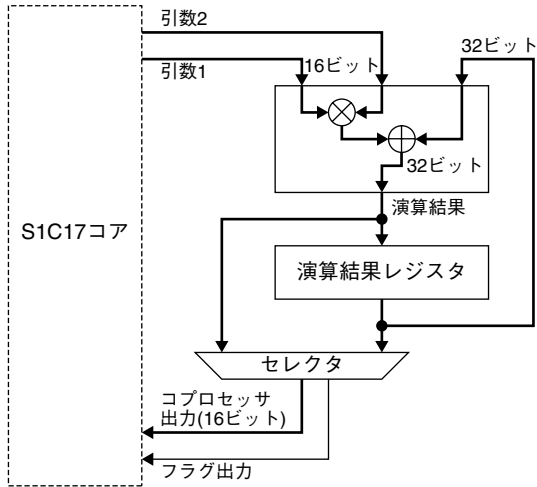 引数2
引数1
16ビット
32ビット
32ビット
演算結果
S1C17コア
演算結果レジスタ
セレクタ
コプロセッサ
出力(16ビット)
フラグ出力